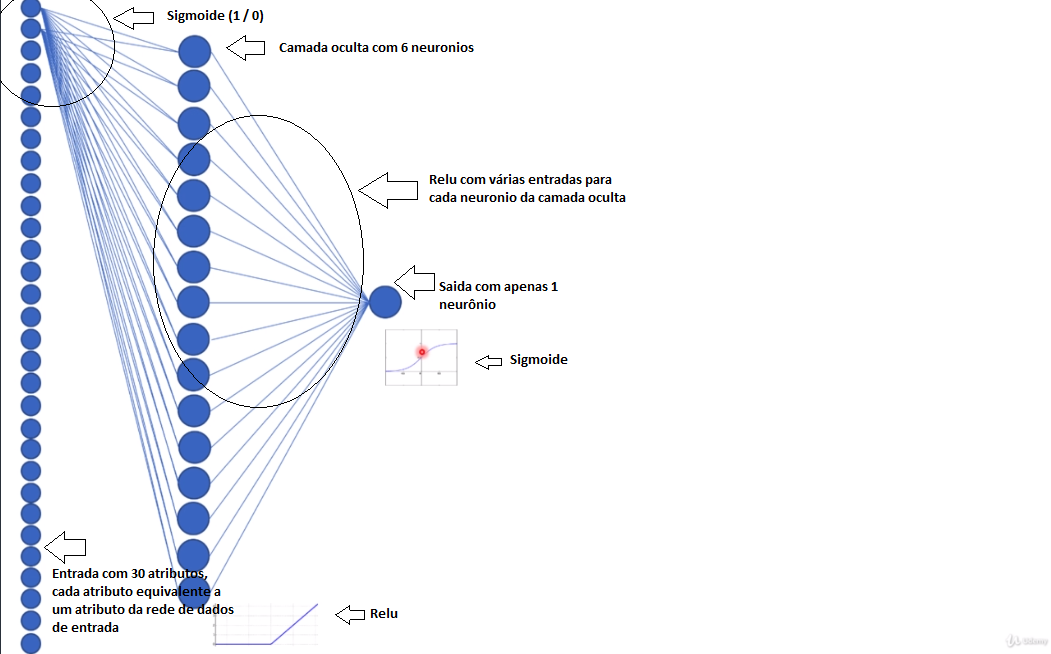 Sigmoide (1 / 0)
Camada oculta com 6 neuronios
Relu com várias entradas para
cada neuronio da camada oculta
Saida com apenas 1
neurônio
Sigmoide
Entrada com 30 atributos,
cada atributo equivalente a
um atributo da rede de dados
de entrada
Relu
Udemy